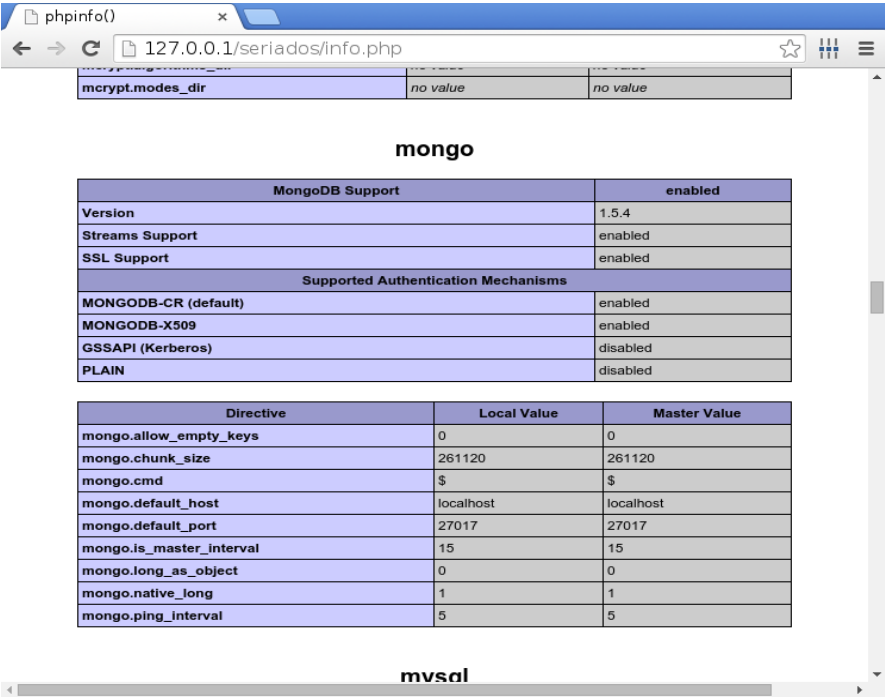 phpinfo()
127.0.0.1/seriados/info.php
mcrypt.modes_dir no value no value
mongo
MongoDB Support enabled
Version 1.5.4
Streams Support enabled
SSL Support enabled
Supported Authentication Mechanisms
MONGODB-CR (default) enabled
MONGODB-X509 enabled
GSSAPI (Kerberos) disabled
PLAIN disabled
Directive Local Value Master Value
mongo.allow_empty_keys 0 0
mongo.chunk_size 261120 261120
mongo.cmd $ $
mongo.default_host localhost localhost
mongo.default_port 27017 27017
mongo.is_master_interval 15 15
mongo.long_as_object 0 0
mongo.native_long 1 1
mongo.ping_interval 5 5
mysql